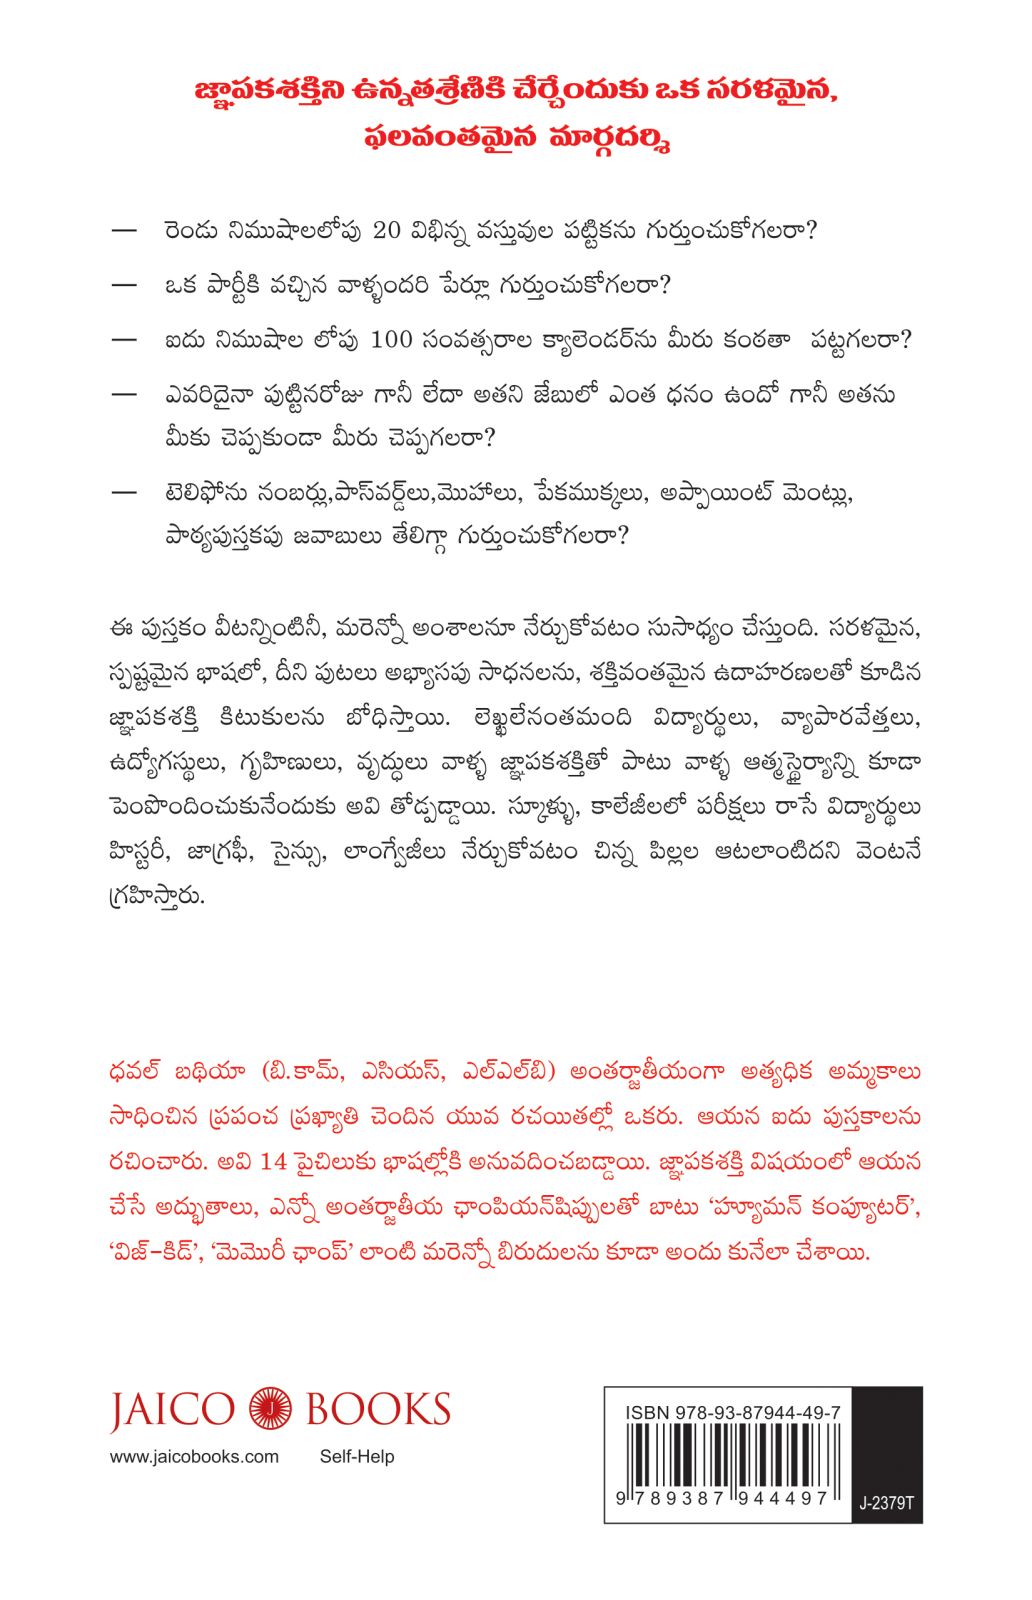 జ్ఞాపకశక్తిని ఉన్నతశ్రేణికి చేర్చేందుకు ఒక సరళమైన,
ఫలవంతమైన మార్గదర్శి
— రెండు నిముషాలలోపు 20 విభిన్న వస్తువుల పట్టికను గుర్తుంచుకోగలరా?
— ఒక పార్టీకి వచ్చిన వాళ్ళందరి పేర్లూ గుర్తుంచుకోగలరా?
— ఐదు నిముషాల లోపు 100 సంవత్సరాల క్యాలెండర్‌ను మీరు కంఠతా పట్టగలరా?
— ఎవరిదైనా పుట్టినరోజు గానీ లేదా అతని జేబులో ఎంత ధనం ఉందో గానీ అతను
మీకు చెప్పకుండా మీరు చెప్పగలరా?
— టెలిఫోను నంబర్లు,పాస్‌వర్డ్‌లు,మొహాలు, పేకముక్కలు, అప్పాయింట్ మెంట్లు,
పాఠ్యపుస్తకపు జవాబులు తేలిగ్గా గుర్తుంచుకోగలరా?
ఈ పుస్తకం వీటన్నింటినీ, మరెన్నో అంశాలనూ నేర్చుకోవటం సుసాధ్యం చేస్తుంది. సరళమైన,
స్పష్టమైన భాషలో, దీని పుటలు అభ్యాసపు సాధనలను, శక్తివంతమైన ఉదాహరణలతో కూడిన
జ్ఞాపకశక్తి కిటుకులను బోధిస్తాయి. లెఖ్ఖలేనంతమంది విద్యార్థులు, వ్యాపారవేత్తలు,
ఉద్యోగస్థులు, గృహిణులు, వృద్ధులు వాళ్ళ జ్ఞాపకశక్తితో పాటు వాళ్ళ ఆత్మస్థైర్యాన్ని కూడా
పెంపొందించుకునేందుకు అవి తోడ్పడ్డాయి. స్కూళ్ళు, కాలేజీలలో పరీక్షలు రాసే విద్యార్థులు
హిస్టరీ, జాగ్రఫీ, సైన్సు, లాంగ్వేజీలు నేర్చుకోవటం చిన్న పిల్లల ఆటలాంటిదని వెంటనే
గ్రహిస్తారు.
ధవల్ బథియా (బి.కామ్, ఎసియస్, ఎల్ఎల్‌బి) అంతర్జాతీయంగా అత్యధిక అమ్మకాలు
సాధించిన ప్రపంచ ప్రఖ్యాతి చెందిన యువ రచయితల్లో ఒకరు. ఆయన ఐదు పుస్తకాలను
రచించారు. అవి 14 పైచిలుకు భాషల్లోకి అనువదించబడ్డాయి. జ్ఞాపకశక్తి విషయంలో ఆయన
చేసే అద్భుతాలు, ఎన్నో అంతర్జాతీయ ఛాంపియన్‌షిప్పులతో బాటు ‘హ్యూమన్ కంప్యూటర్’,
‘విజ్-కిడ్’, ‘మెమొరీ ఛాంప్’ లాంటి మరెన్నో బిరుదులను కూడా అందు కునేలా చేశాయి.
JAICO J BOOKS
www.jaicobooks.com Self-Help
ISBN 978-93-87944-49-7
9 789387 944497
J-2379T